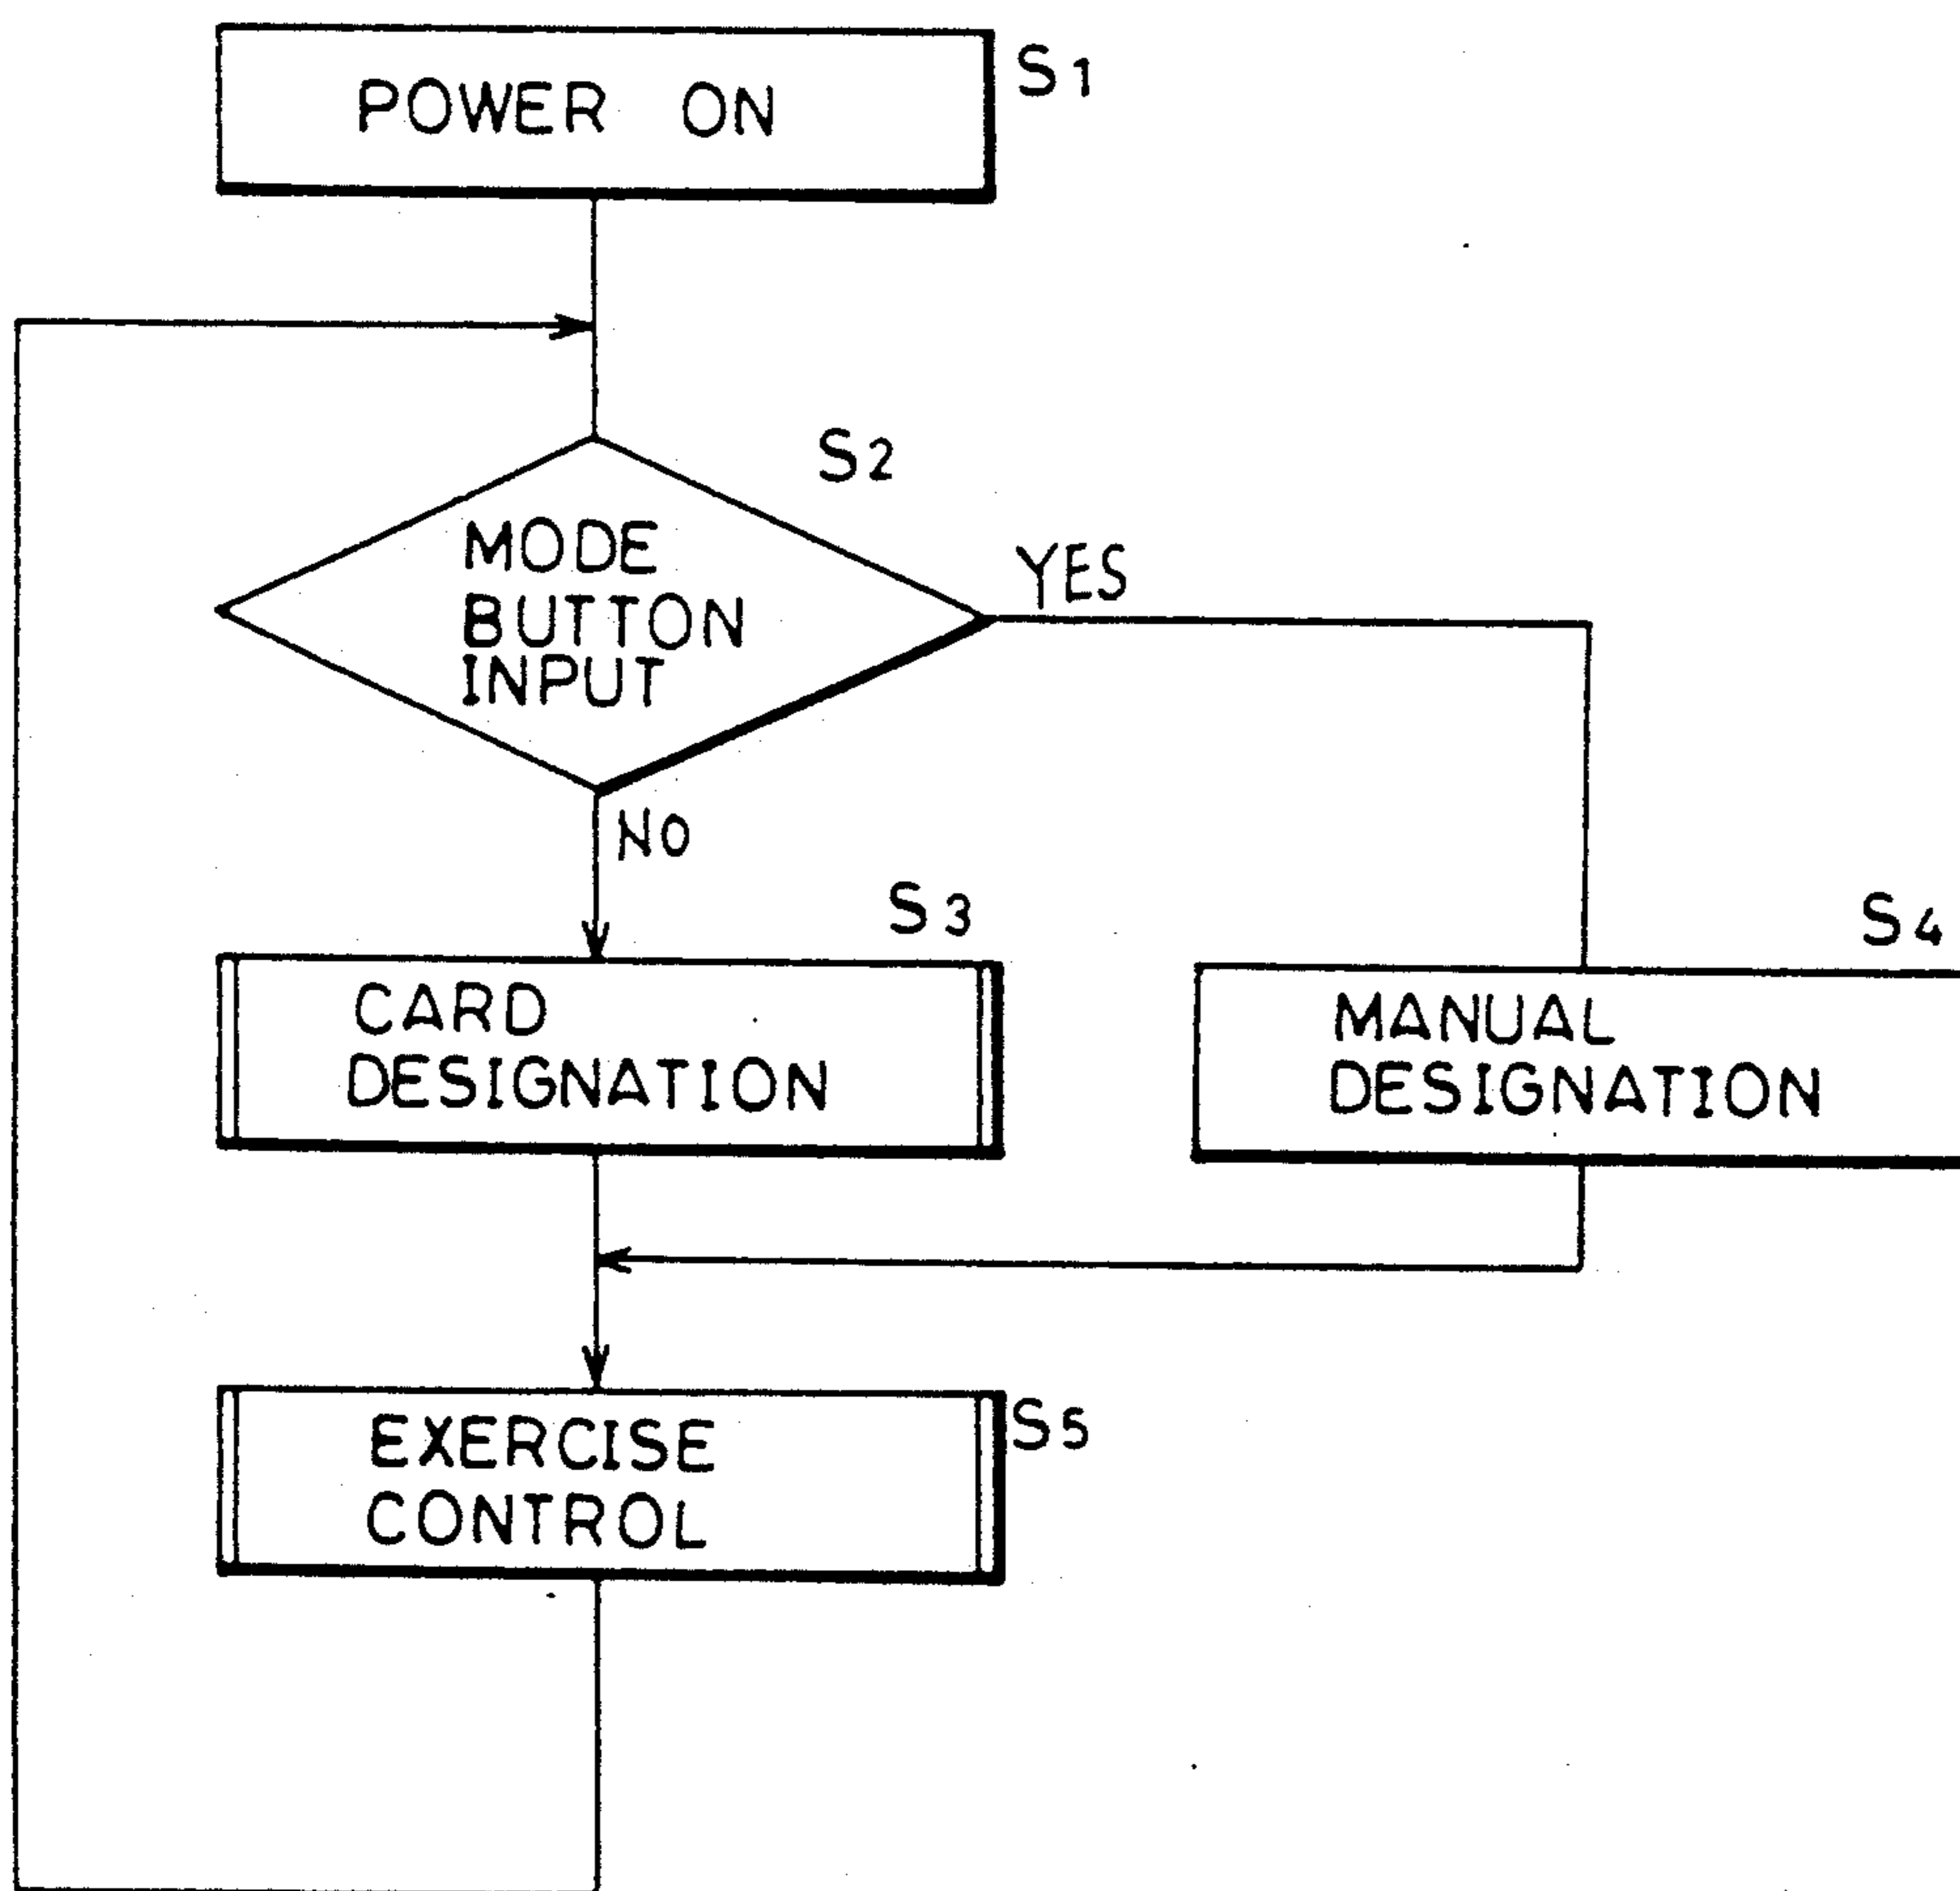 POWER ON
S1
S2
MODE
BUTTON
INPUT
YES
NO
S3
CARD
DESIGNATION
S4
MANUAL
DESIGNATION
EXERCISE
CONTROL
S5